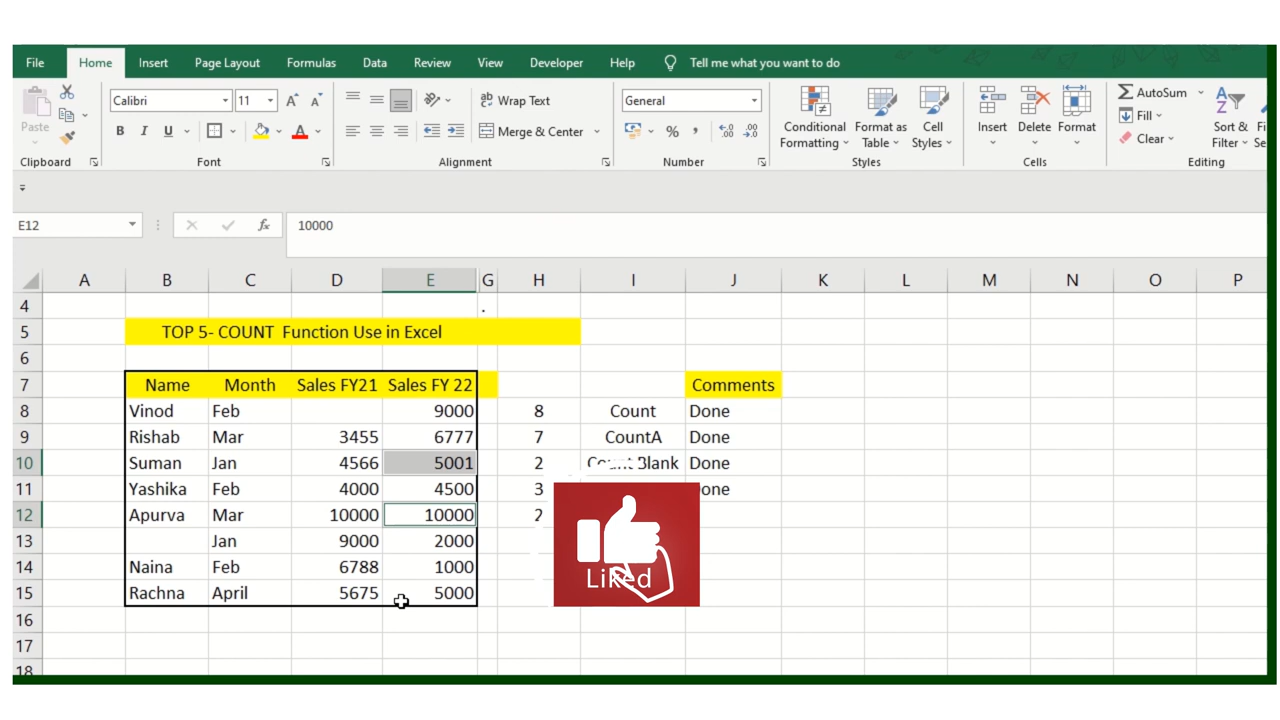 File Home Insert Page Layout Formulas Data Review View Developer Help Tell me what you want to do
Calibri 11 A A Wrap Text General AutoSum
Paste B I U A Merge & Center % , Conditional Formatting Format as Table Cell Styles Insert Delete Format Fill Clear Sort & Filter
Clipboard Font Alignment Number Styles Cells Editing
E12 fx 10000
A B C D E G H I J K L M N O P
4 .
5 TOP 5- COUNT Function Use in Excel
6
7 Name Month Sales FY21 Sales FY 22 Comments
8 Vinod Feb 9000 8 Count Done
9 Rishab Mar 3455 6777 7 CountA Done
10 Suman Jan 4566 5001 2 Count Blank Done
11 Yashika Feb 4000 4500 3
12 Apurva Mar 10000 10000 2
13 Jan 9000 2000
14 Naina Feb 6788 1000
15 Rachna April 5675 5000
16
17
18
Liked